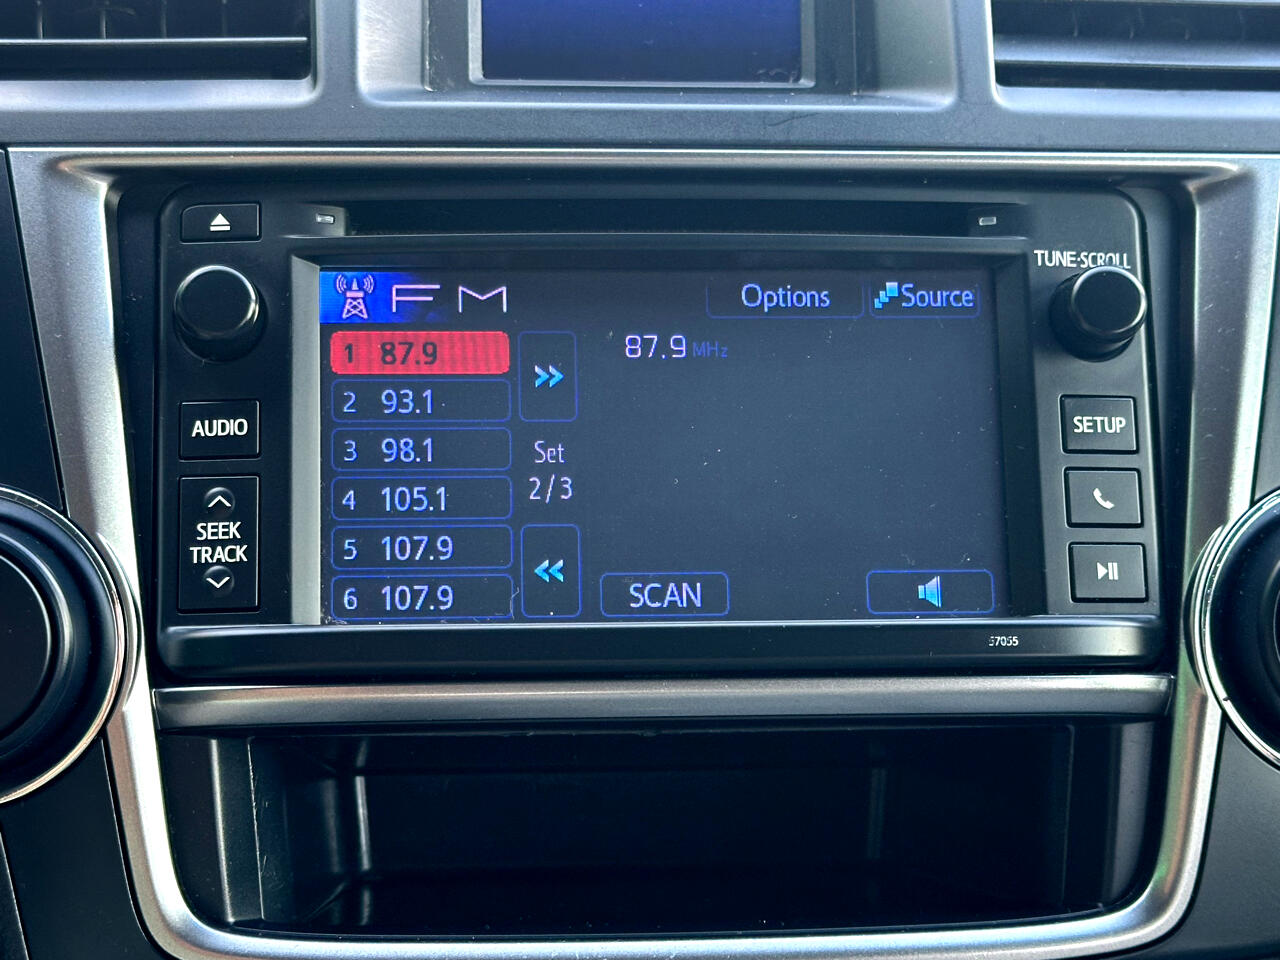 TUNE·SCROLL
FM
Options
Source
1 87.9
87.9 MHz
2 93.1
AUDIO
SETUP
3 98.1
Set
2/3
4 105.1
SEEK
TRACK
5 107.9
6 107.9
SCAN
57055